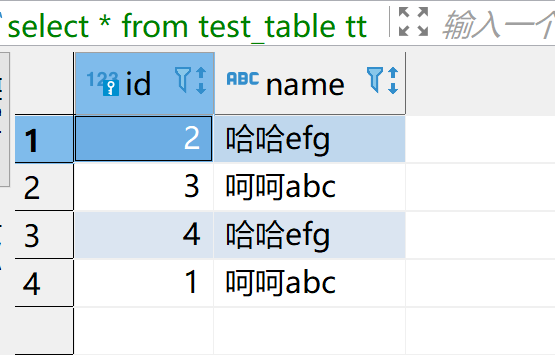 select * from test_table tt 输入一个
123 id ABC name
1 2 哈哈efg
2 3 呵呵abc
3 4 哈哈efg
4 1 呵呵abc